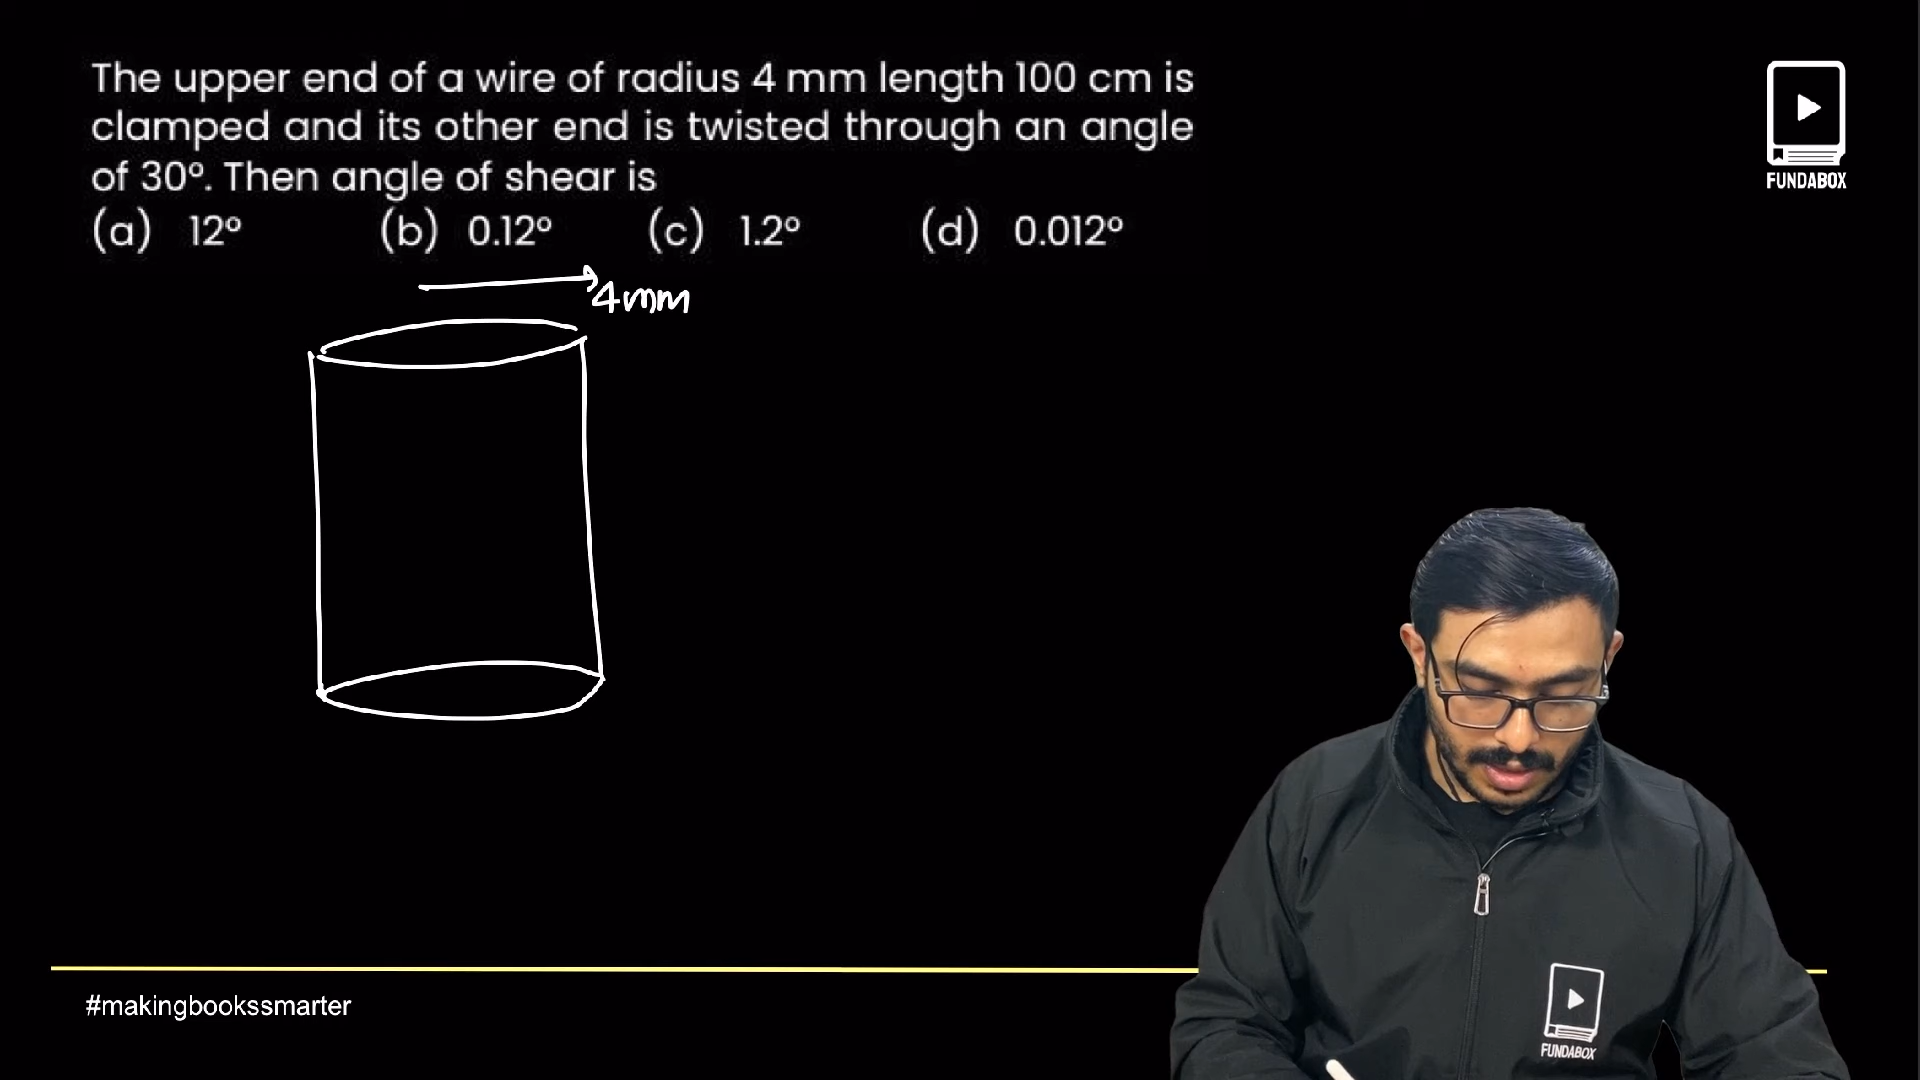 The upper end of a wire of radius 4 mm length 100 cm is
clamped and its other end is twisted through an angle
of 30°. Then angle of shear is
(a) 12° (b) 0.12° (c) 1.2° (d) 0.012°
4mm
FUNDABOX
#makingbookssmarter
FUNDABOX